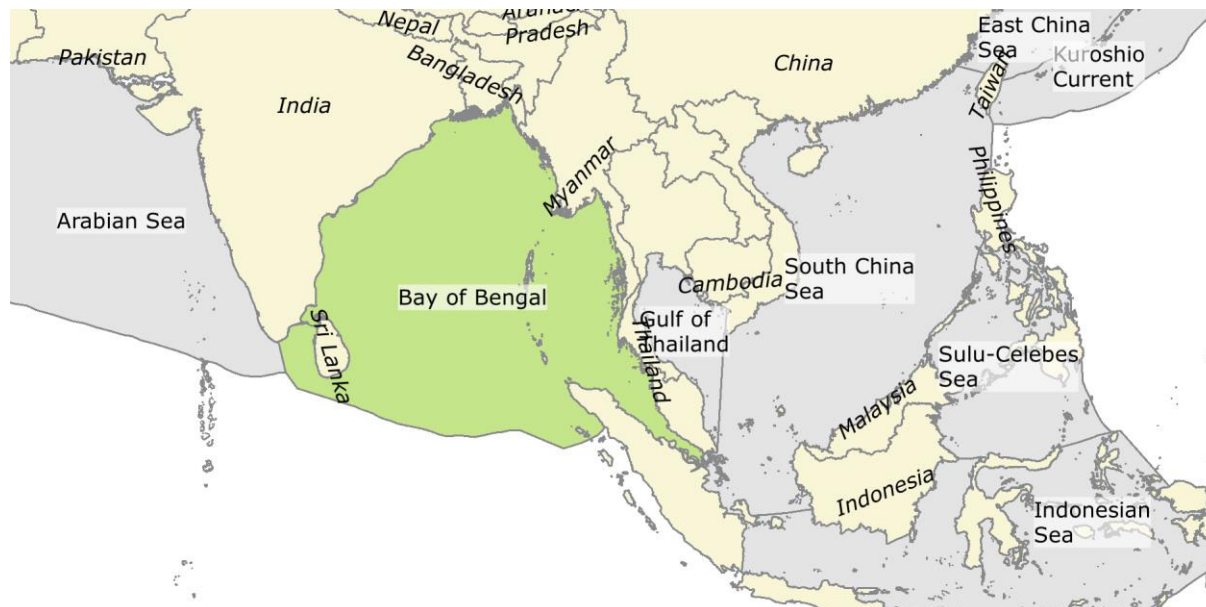 Nepal
Pradesh
East China
Sea
Kuroshio
Current
Pakistan
Bangladesh
China
Taiwan
India
Myanmar
Philippines
Arabian Sea
Bay of Bengal
Cambodia
South China
Sea
Sri Lanka
Gulf of
Thailand
Thailand
Sulu-Celebes
Sea
Malaysia
Indonesia
Indonesian
Sea